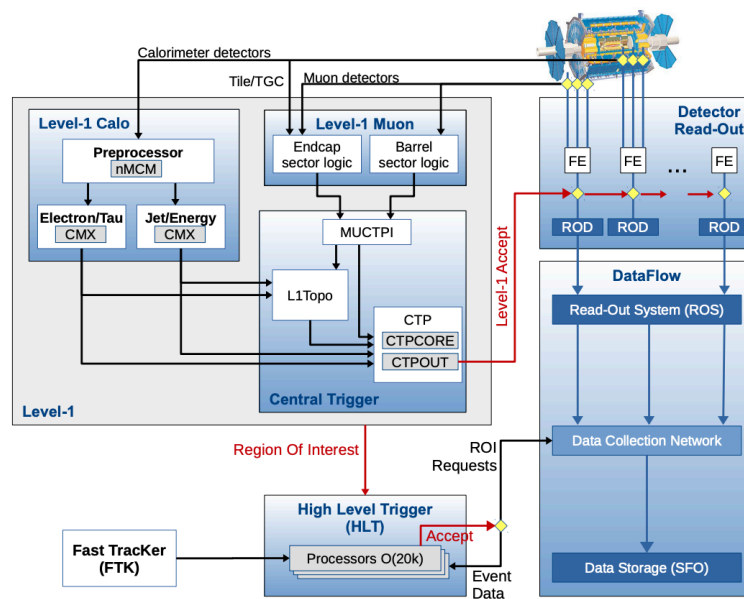 Calorimeter detectors
Tile/TGC
Muon detectors
Level-1 Calo
Preprocessor
nMCM
Electron/Tau
CMX
Jet/Energy
CMX
Level-1 Muon
Endcap
sector logic
Barrel
sector logic
MUCTPI
L1Topo
CTP
CTPCORE
CTPOUT
Central Trigger
Level-1
Level-1 Accept
Detector
Read-Out
FE
FE
...
FE
ROD
ROD
ROD
DataFlow
Read-Out System (ROS)
Data Collection Network
Data Storage (SFO)
Region Of Interest
ROI
Requests
High Level Trigger
(HLT)
Accept
Processors O(20k)
Event
Data
Fast TracKer
(FTK)